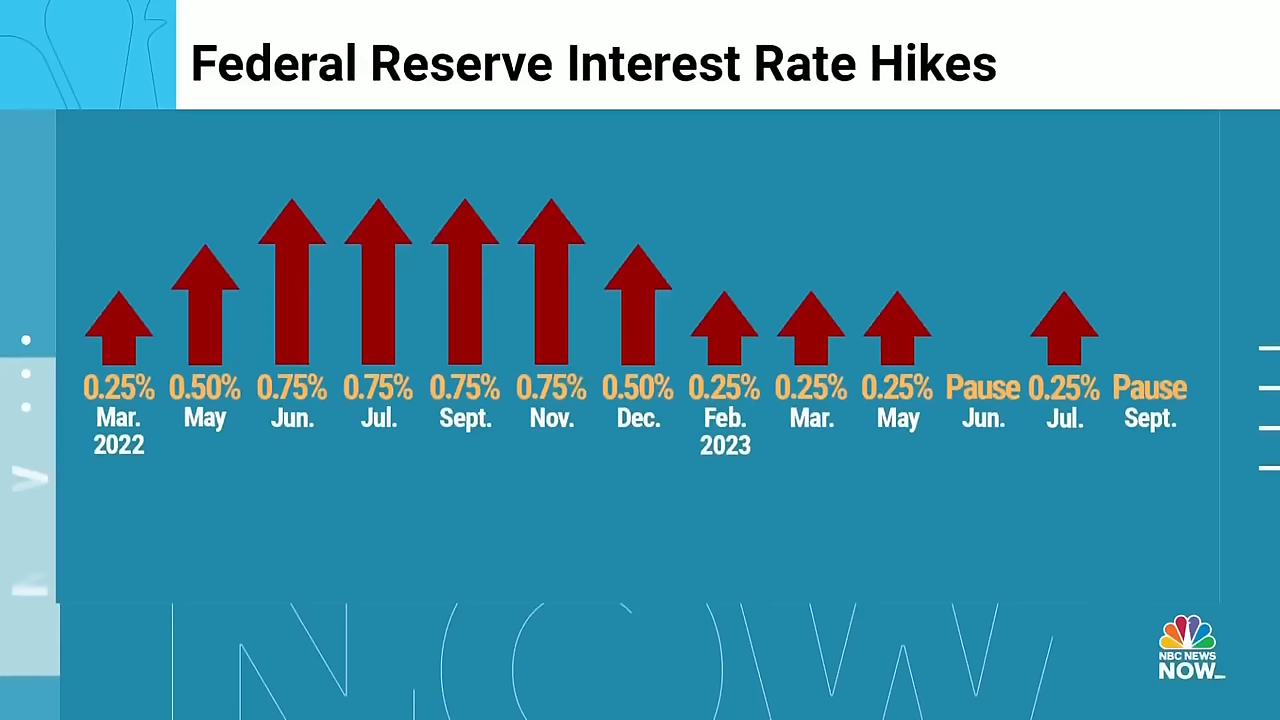 Federal Reserve Interest Rate Hikes
0.25% 0.50% 0.75% 0.75% 0.75% 0.75% 0.50% 0.25% 0.25% 0.25% Pause 0.25% Pause
Mar. May Jun. Jul. Sept. Nov. Dec. Feb. Mar. May Jun. Jul. Sept.
2022 2023
NOW
NBC NEWS
NOW